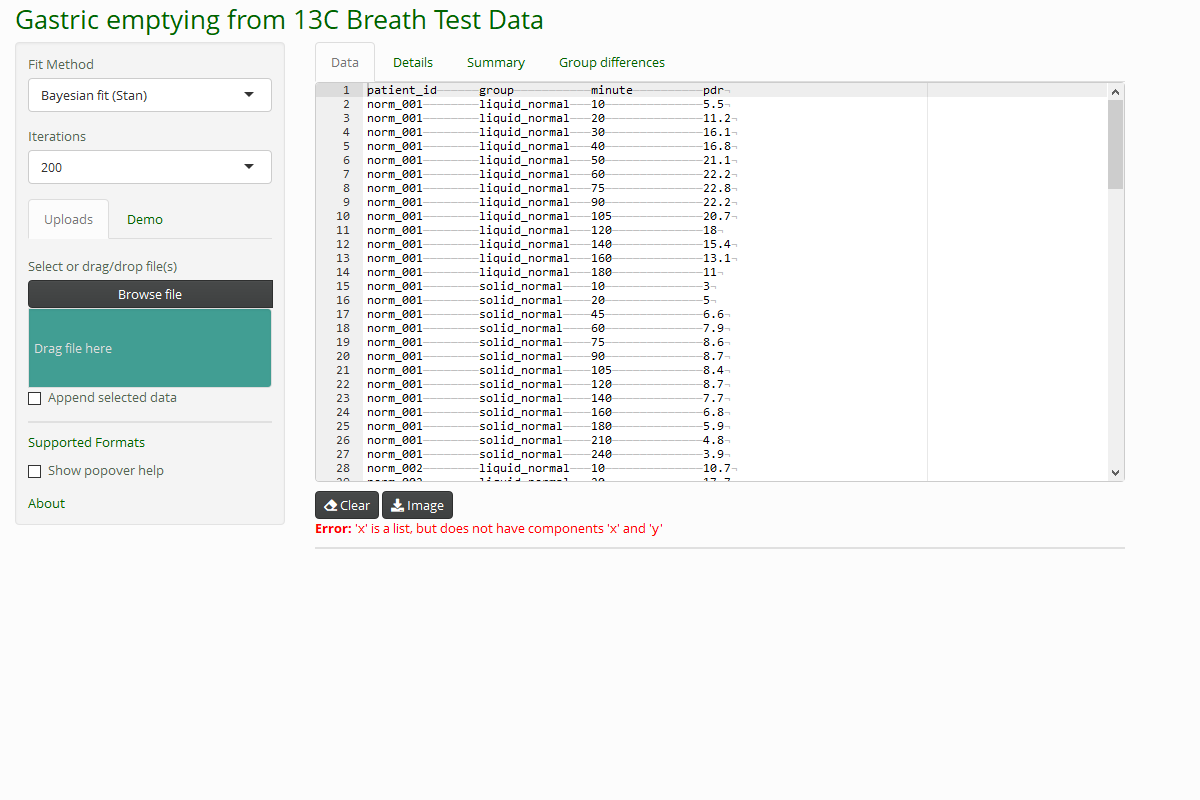 Gastric emptying from 13C Breath Test Data
Fit Method
Bayesian fit (Stan)
Iterations
200
Uploads Demo
Select or drag/drop file(s)
Browse file
Drag file here
Append selected data
Supported Formats
Show popover help
About
Data Details Summary Group differences
1 patient_id group minute pdr
2 norm_001 liquid_normal 10 5.5
3 norm_001 liquid_normal 20 11.2
4 norm_001 liquid_normal 30 16.1
5 norm_001 liquid_normal 40 16.8
6 norm_001 liquid_normal 50 21.1
7 norm_001 liquid_normal 60 22.2
8 norm_001 liquid_normal 75 22.8
9 norm_001 liquid_normal 90 22.2
10 norm_001 liquid_normal 105 20.7
11 norm_001 liquid_normal 120 18
12 norm_001 liquid_normal 140 15.4
13 norm_001 liquid_normal 160 13.1
14 norm_001 liquid_normal 180 11
15 norm_001 solid_normal 10 3
16 norm_001 solid_normal 20 5
17 norm_001 solid_normal 45 6.6
18 norm_001 solid_normal 60 7.9
19 norm_001 solid_normal 75 8.6
20 norm_001 solid_normal 90 8.7
21 norm_001 solid_normal 105 8.4
22 norm_001 solid_normal 120 8.7
23 norm_001 solid_normal 140 7.7
24 norm_001 solid_normal 160 6.8
25 norm_001 solid_normal 180 5.9
26 norm_001 solid_normal 210 4.8
27 norm_001 solid_normal 240 3.9
28 norm_002 liquid_normal 10 10.7
Clear Image
Error: 'x' is a list, but does not have components 'x' and 'y'